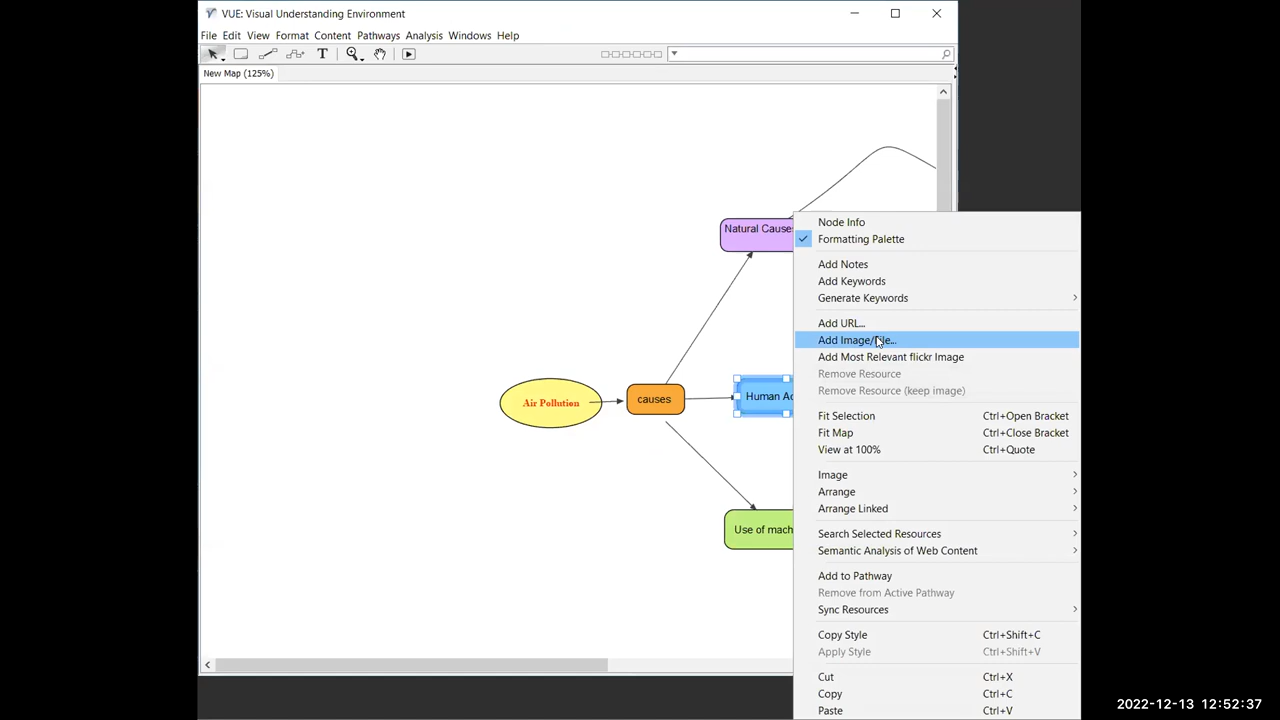 VUE: Visual Understanding Environment
File Edit View Format Content Pathways Analysis Windows Help
T
New Map (125%)
Natural Cause
Air Pollution
causes
Human Ac
Use of mach
Node Info
Formatting Palette
Add Notes
Add Keywords
Generate Keywords
Add URL...
Add Image/File...
Add Most Relevant flickr Image
Remove Resource
Remove Resource (keep image)
Fit Selection Ctrl+Open Bracket
Fit Map Ctrl+Close Bracket
View at 100% Ctrl+Quote
Image
Arrange
Arrange Linked
Search Selected Resources
Semantic Analysis of Web Content
Add to Pathway
Remove from Active Pathway
Sync Resources
Copy Style Ctrl+Shift+C
Apply Style Ctrl+Shift+V
Cut Ctrl+X
Copy Ctrl+C
Paste Ctrl+V
2022-12-13 12:52:37